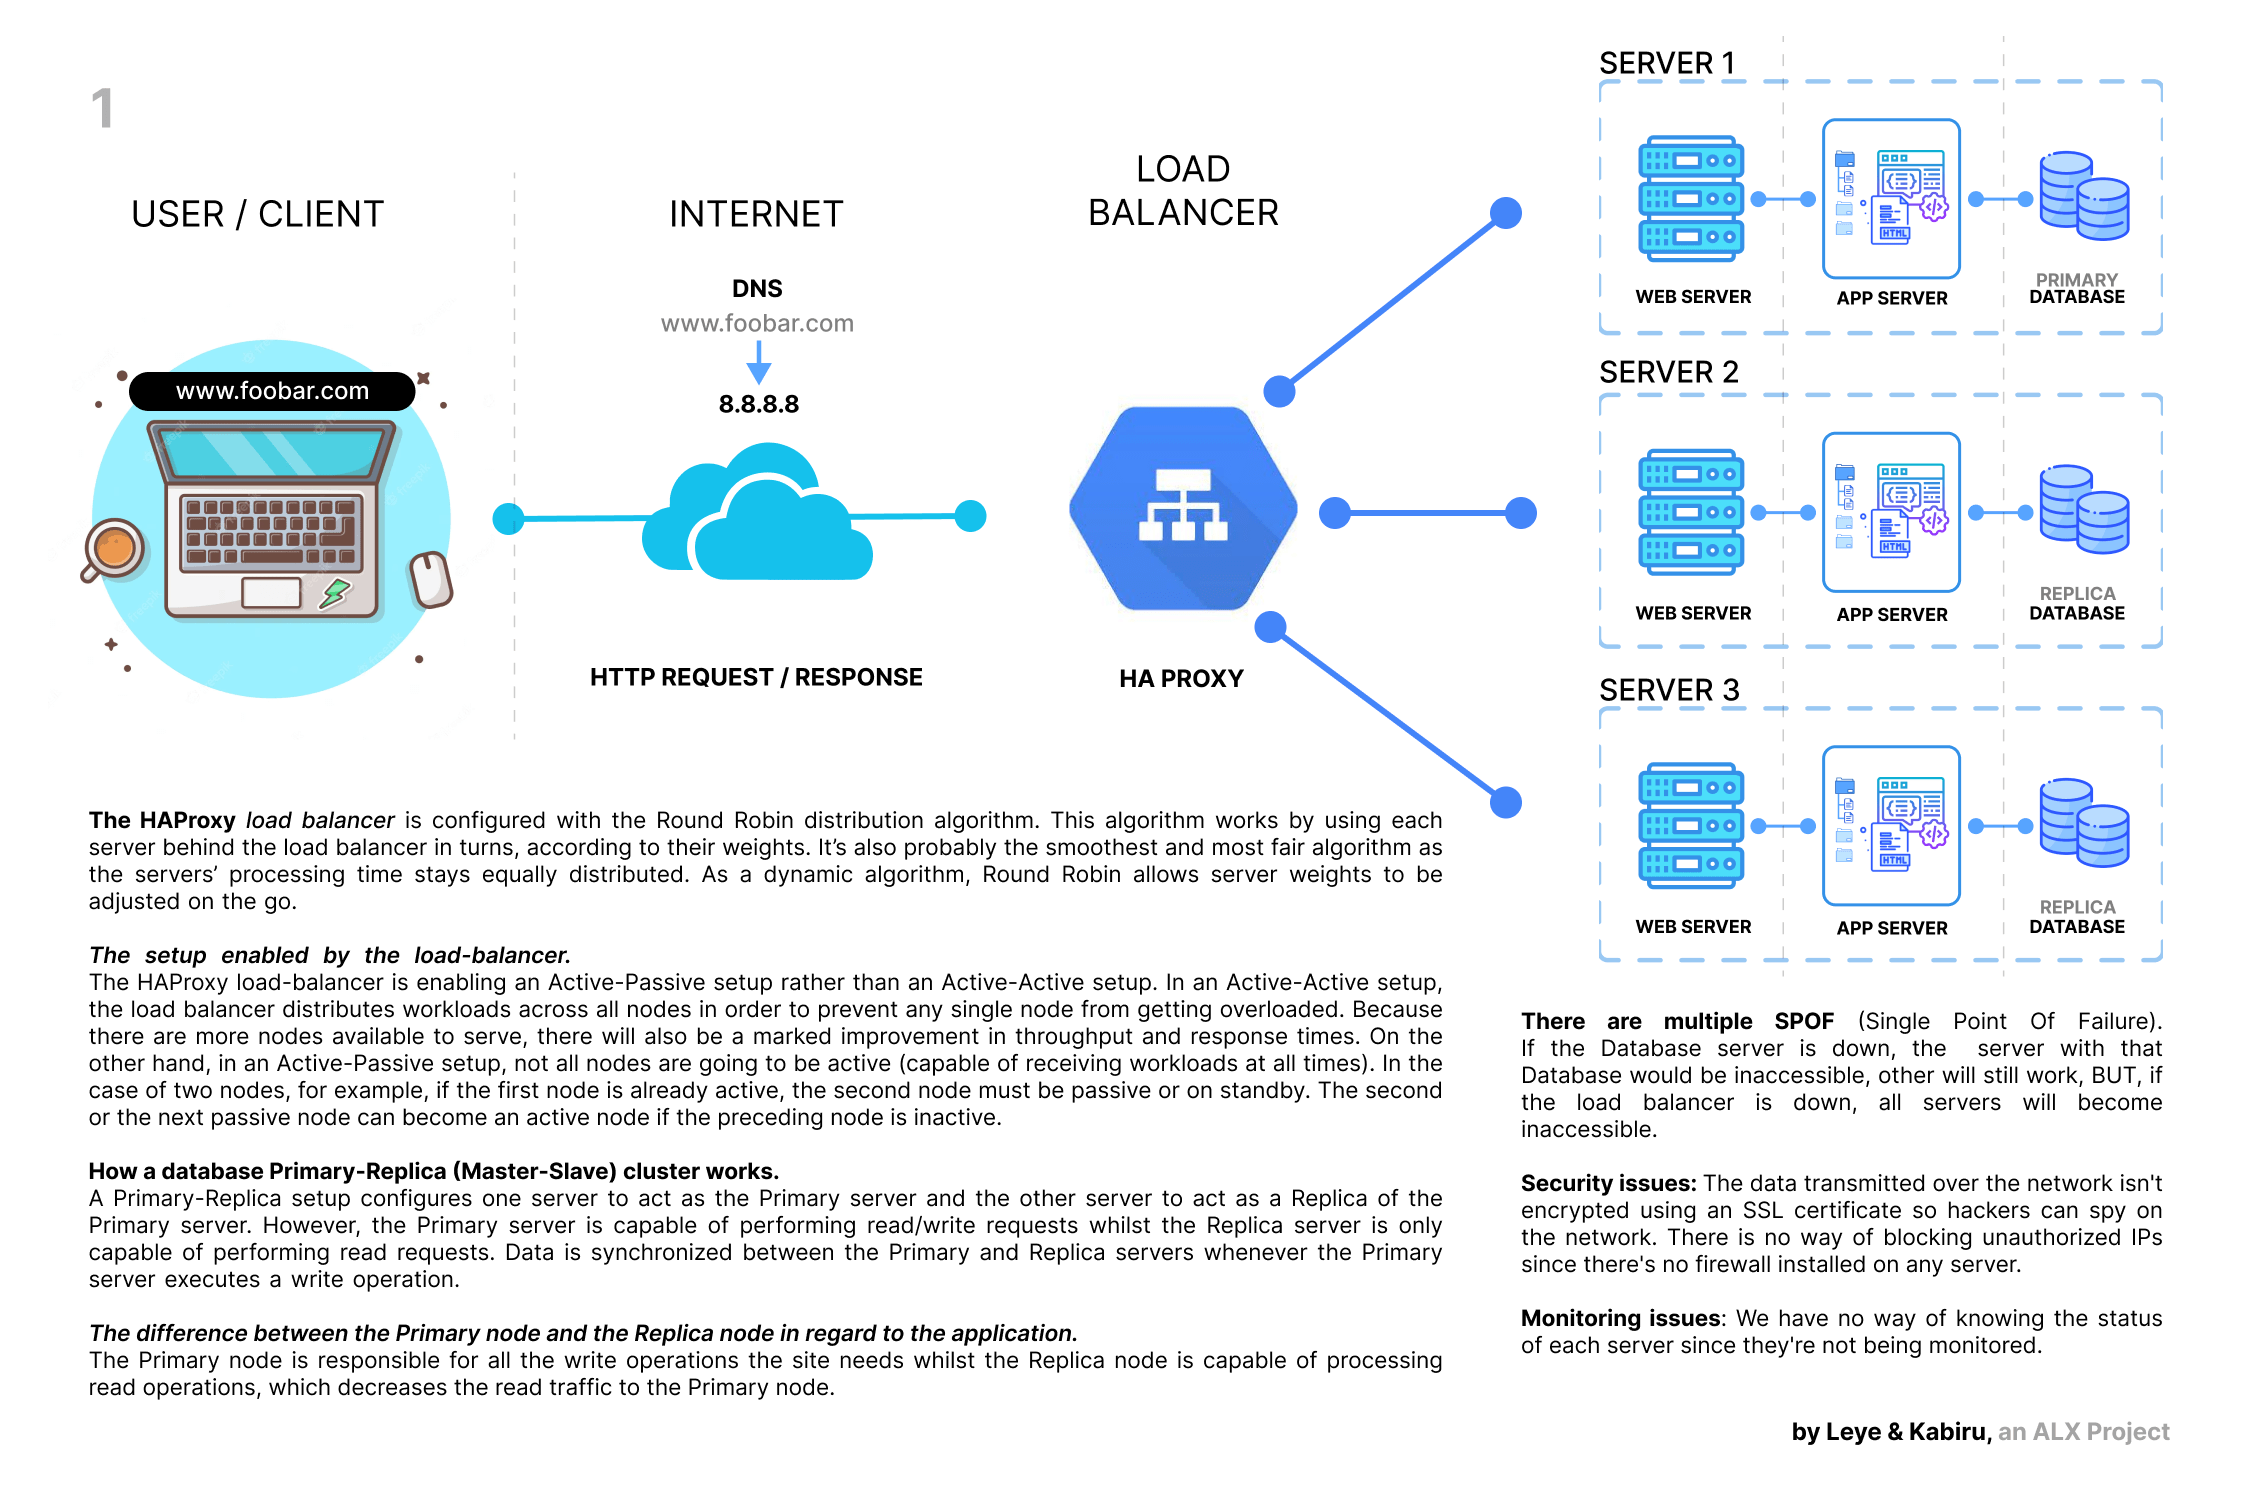 1
USER / CLIENT
www.foobar.com
INTERNET
DNS
www.foobar.com
8.8.8.8
HTTP REQUEST / RESPONSE
LOAD
BALANCER
HA PROXY
SERVER 1
WEB SERVER
HTML
APP SERVER
PRIMARY
DATABASE
SERVER 2
WEB SERVER
HTML
APP SERVER
REPLICA
DATABASE
SERVER 3
WEB SERVER
HTML
APP SERVER
REPLICA
DATABASE
The HAProxy load balancer is configured with the Round Robin distribution algorithm. This algorithm works by using each
server behind the load balancer in turns, according to their weights. It’s also probably the smoothest and most fair algorithm as
the servers’ processing time stays equally distributed. As a dynamic algorithm, Round Robin allows server weights to be
adjusted on the go.
The setup enabled by the load-balancer.
The HAProxy load-balancer is enabling an Active-Passive setup rather than an Active-Active setup. In an Active-Active setup,
the load balancer distributes workloads across all nodes in order to prevent any single node from getting overloaded. Because
there are more nodes available to serve, there will also be a marked improvement in throughput and response times. On the
other hand, in an Active-Passive setup, not all nodes are going to be active (capable of receiving workloads at all times). In the
case of two nodes, for example, if the first node is already active, the second node must be passive or on standby. The second
or the next passive node can become an active node if the preceding node is inactive.
How a database Primary-Replica (Master-Slave) cluster works.
A Primary-Replica setup configures one server to act as the Primary server and the other server to act as a Replica of the
Primary server. However, the Primary server is capable of performing read/write requests whilst the Replica server is only
capable of performing read requests. Data is synchronized between the Primary and Replica servers whenever the Primary
server executes a write operation.
The difference between the Primary node and the Replica node in regard to the application.
The Primary node is responsible for all the write operations the site needs whilst the Replica node is capable of processing
read operations, which decreases the read traffic to the Primary node.
There are multiple SPOF (Single Point Of Failure).
If the Database server is down, the server with that
Database would be inaccessible, other will still work, BUT, if
the load balancer is down, all servers will become
inaccessible.
Security issues: The data transmitted over the network isn't
encrypted using an SSL certificate so hackers can spy on
the network. There is no way of blocking unauthorized IPs
since there's no firewall installed on any server.
Monitoring issues: We have no way of knowing the status
of each server since they're not being monitored.
by Leye & Kabiru, an ALX Project